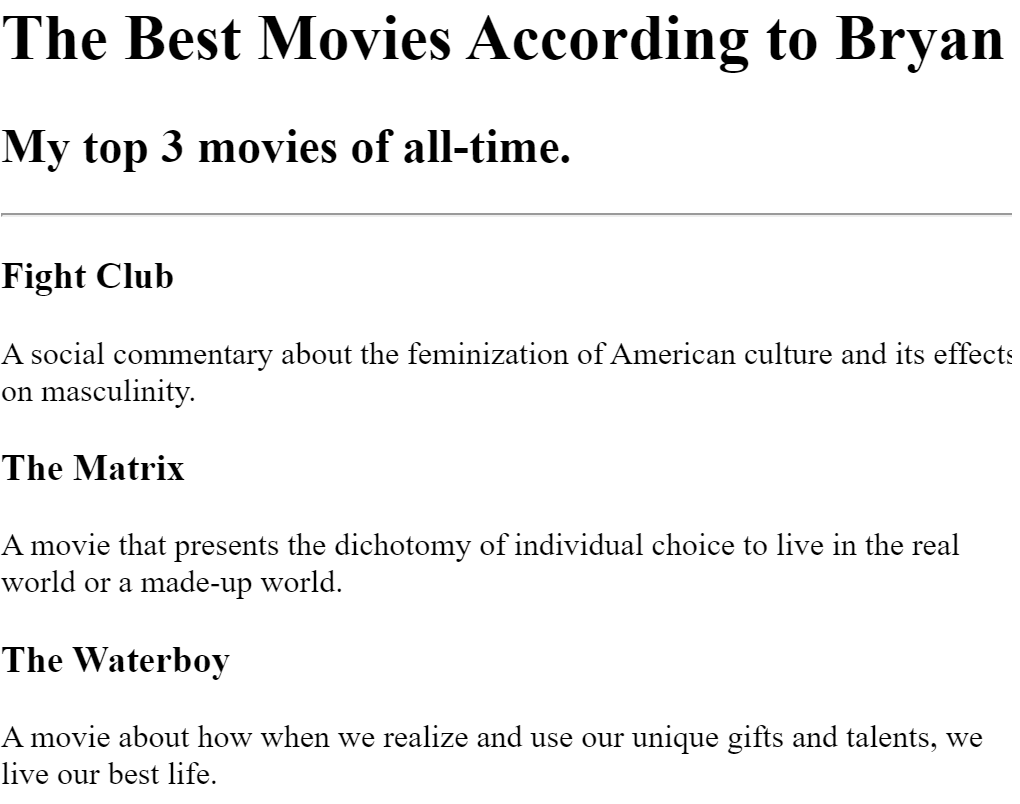 The Best Movies According to Bryan
My top 3 movies of all-time.
Fight Club
A social commentary about the feminization of American culture and its effects
on masculinity.
The Matrix
A movie that presents the dichotomy of individual choice to live in the real
world or a made-up world.
The Waterboy
A movie about how when we realize and use our unique gifts and talents, we
live our best life.